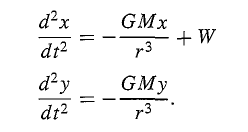 d²x/dt² = −GMx/r³ + W
d²y/dt² = −GMy/r³.